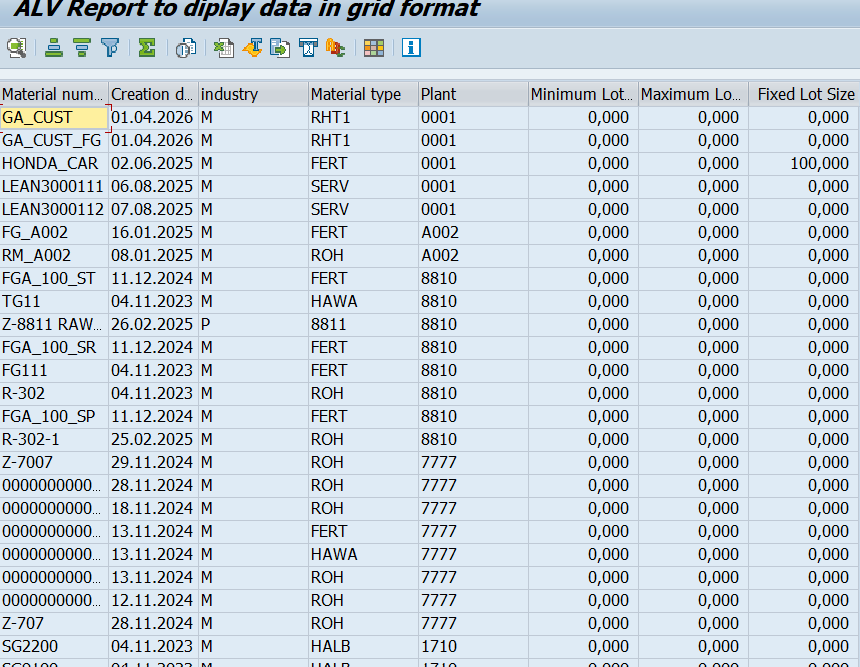 ALV Report to diplay data in grid format
Material num... Creation d... industry Material type Plant Minimum Lot... Maximum Lo... Fixed Lot Size
GA_CUST 01.04.2026 M RHT1 0001 0,000 0,000 0,000
GA_CUST_FG 01.04.2026 M RHT1 0001 0,000 0,000 0,000
HONDA_CAR 02.06.2025 M FERT 0001 0,000 0,000 100,000
LEAN3000111 06.08.2025 M SERV 0001 0,000 0,000 0,000
LEAN3000112 07.08.2025 M SERV 0001 0,000 0,000 0,000
FG_A002 16.01.2025 M FERT A002 0,000 0,000 0,000
RM_A002 08.01.2025 M ROH A002 0,000 0,000 0,000
FGA_100_ST 11.12.2024 M FERT 8810 0,000 0,000 0,000
TG11 04.11.2023 M HAWA 8810 0,000 0,000 0,000
Z-8811 RAW... 26.02.2025 P 8811 8810 0,000 0,000 0,000
FGA_100_SR 11.12.2024 M FERT 8810 0,000 0,000 0,000
FG111 04.11.2023 M FERT 8810 0,000 0,000 0,000
R-302 04.11.2023 M ROH 8810 0,000 0,000 0,000
FGA_100_SP 11.12.2024 M FERT 8810 0,000 0,000 0,000
R-302-1 25.02.2025 M ROH 8810 0,000 0,000 0,000
Z-7007 29.11.2024 M ROH 7777 0,000 0,000 0,000
0000000000... 28.11.2024 M ROH 7777 0,000 0,000 0,000
0000000000... 18.11.2024 M ROH 7777 0,000 0,000 0,000
0000000000... 13.11.2024 M FERT 7777 0,000 0,000 0,000
0000000000... 13.11.2024 M HAWA 7777 0,000 0,000 0,000
0000000000... 13.11.2024 M ROH 7777 0,000 0,000 0,000
0000000000... 12.11.2024 M ROH 7777 0,000 0,000 0,000
Z-707 28.11.2024 M ROH 7777 0,000 0,000 0,000
SG2200 04.11.2023 M HALB 1710 0,000 0,000 0,000